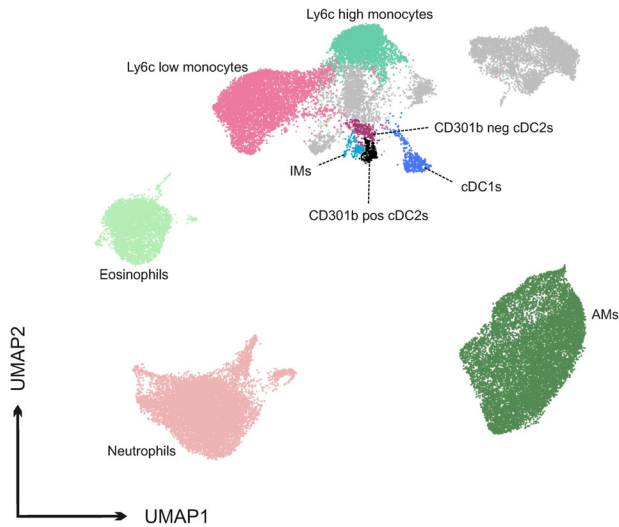 Ly6c high monocytes
Ly6c low monocytes
CD301b neg cDC2s
IMs
cDC1s
CD301b pos cDC2s
Eosinophils
AMs
UMAP2
Neutrophils
UMAP1